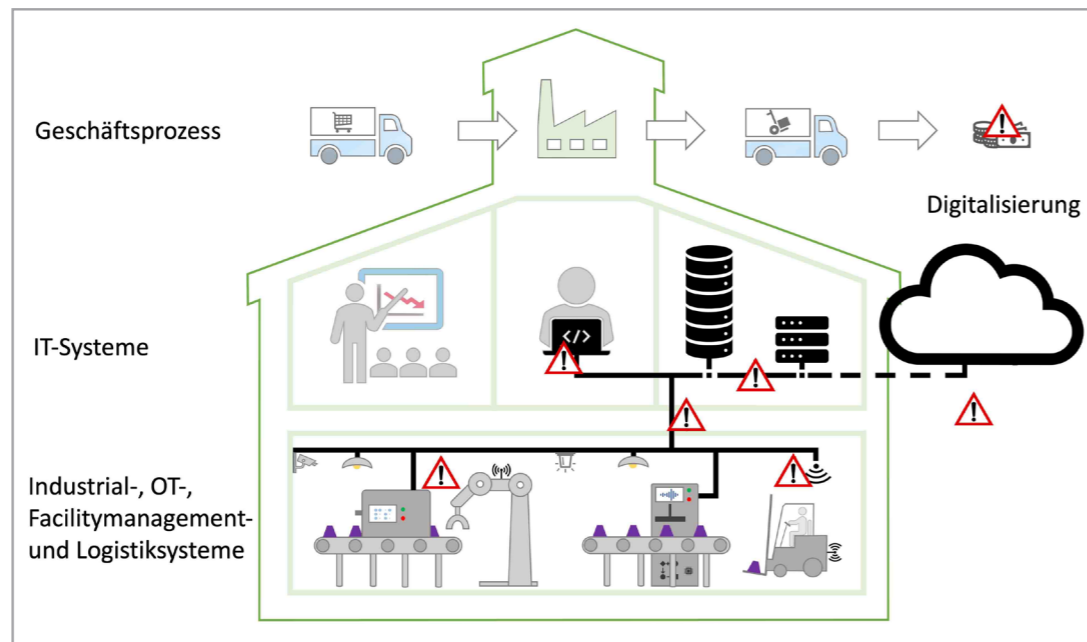 Geschäftsprozess
Digitalisierung
IT-Systeme
</>
Industrial-, OT-,
Facilitymanagement-
und Logistiksysteme